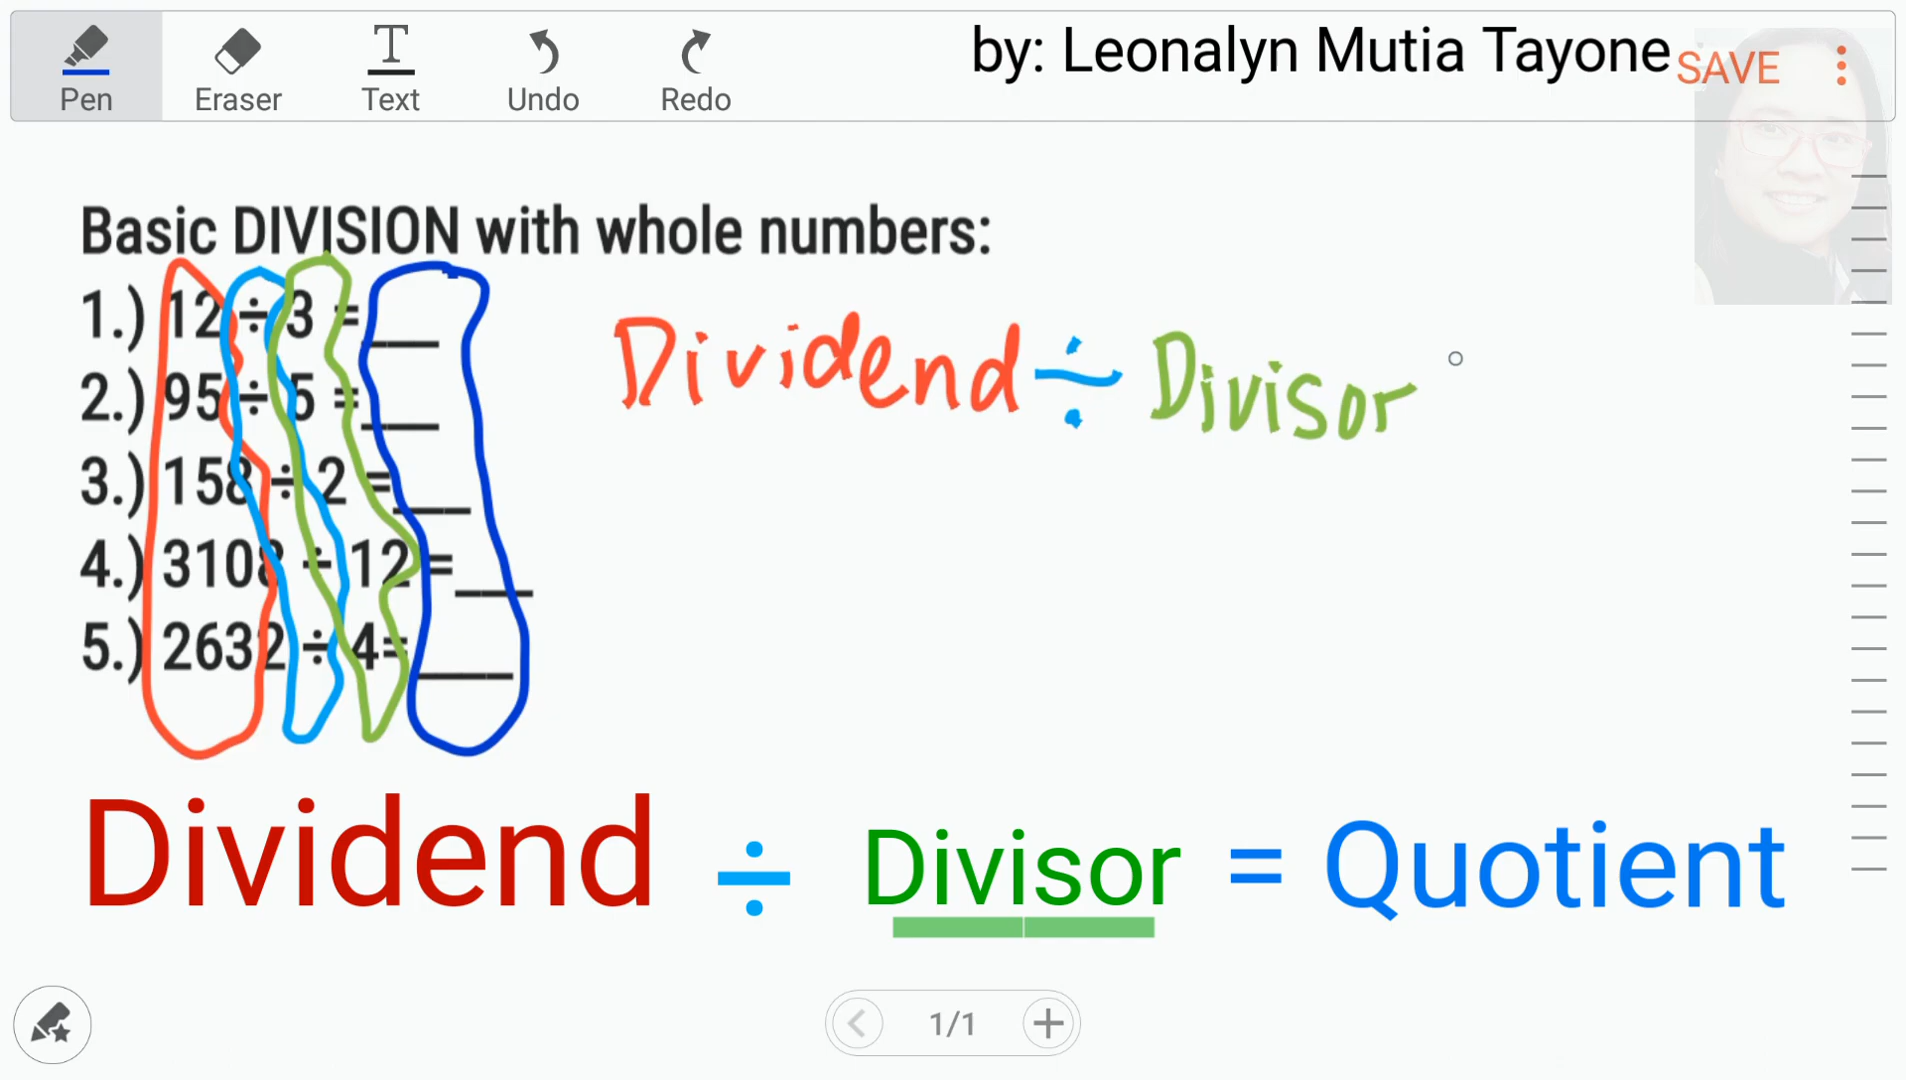 Pen Eraser Text Undo Redo by: Leonalyn Mutia Tayone SAVE
Basic DIVISION with whole numbers:
1.) 12 ÷ 3 = ___
2.) 95 ÷ 5 = ___
3.) 158 ÷ 2 = ___
4.) 3108 ÷ 12 = ___
5.) 2632 ÷ 4= ____
Dividend ÷ Divisor
Dividend ÷ Divisor = Quotient
1/1